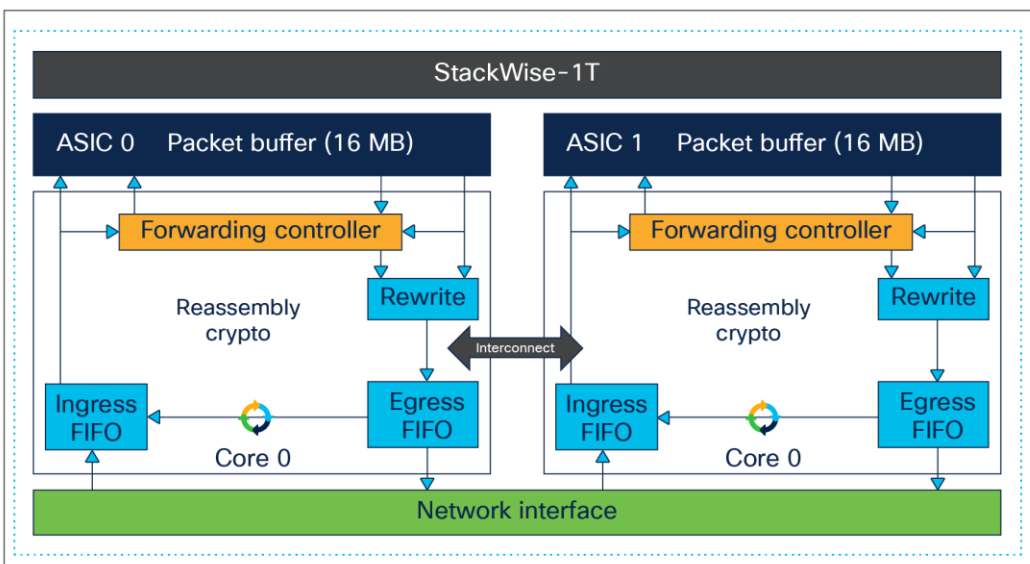 StackWise-1T
ASIC 0 Packet buffer (16 MB)
ASIC 1 Packet buffer (16 MB)
Forwarding controller
Forwarding controller
Rewrite
Rewrite
Reassembly
crypto
Reassembly
crypto
Interconnect
Ingress
FIFO
Egress
FIFO
Ingress
FIFO
Egress
FIFO
Core 0
Core 0
Network interface